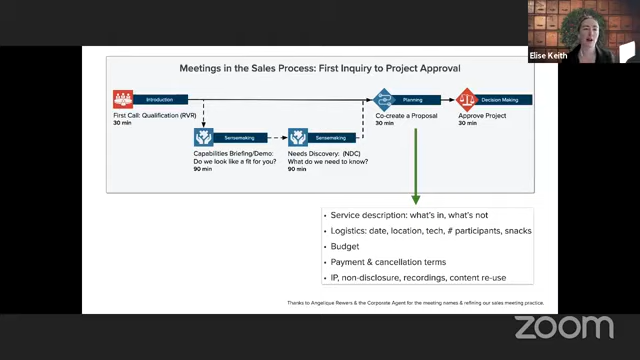 Elise Keith
Meetings in the Sales Process: First Inquiry to Project Approval
Introduction
First Call: Qualification (RVR)
30 min
Planning
Co-create a Proposal
30 min
Decision Making
Approve Project
30 min
Sensemaking
Capabilities Briefing/Demo:
Do we look like a fit for you?
90 min
Sensemaking
Needs Discovery: (NDC)
What do we need to know?
90 min
• Service description: what's in, what's not
• Logistics: date, location, tech, # participants, snacks
• Budget
• Payment & cancellation terms
• IP, non-disclosure, recordings, content re-use
Thanks to Angelique Rewers & the Corporate Agent for the meeting names & refining our sales meeting practice.
zoom